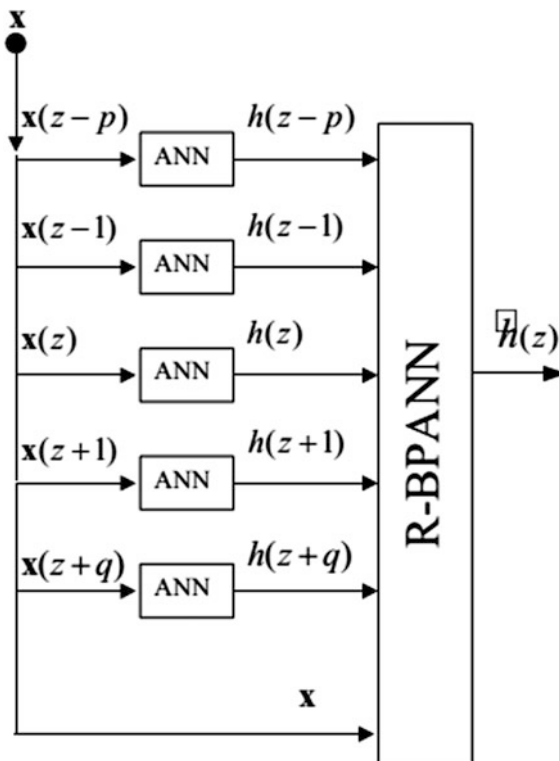 x
x(z−p) h(z−p)
ANN
x(z−1) h(z−1)
ANN
x(z) h(z)
ANN
h(z)
x(z+1) h(z+1)
ANN
x(z+q) h(z+q)
ANN
x
R-BPANN